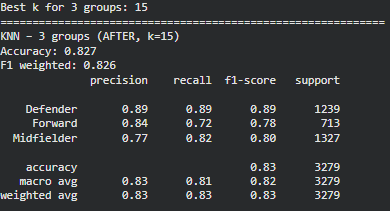 Best k for 3 groups: 15
============================================================
KNN – 3 groups (AFTER, k=15)
Accuracy: 0.827
F1 weighted: 0.826
precision recall f1-score support
Defender 0.89 0.89 0.89 1239
Forward 0.84 0.72 0.78 713
Midfielder 0.77 0.82 0.80 1327
accuracy 0.83 3279
macro avg 0.83 0.81 0.82 3279
weighted avg 0.83 0.83 0.83 3279